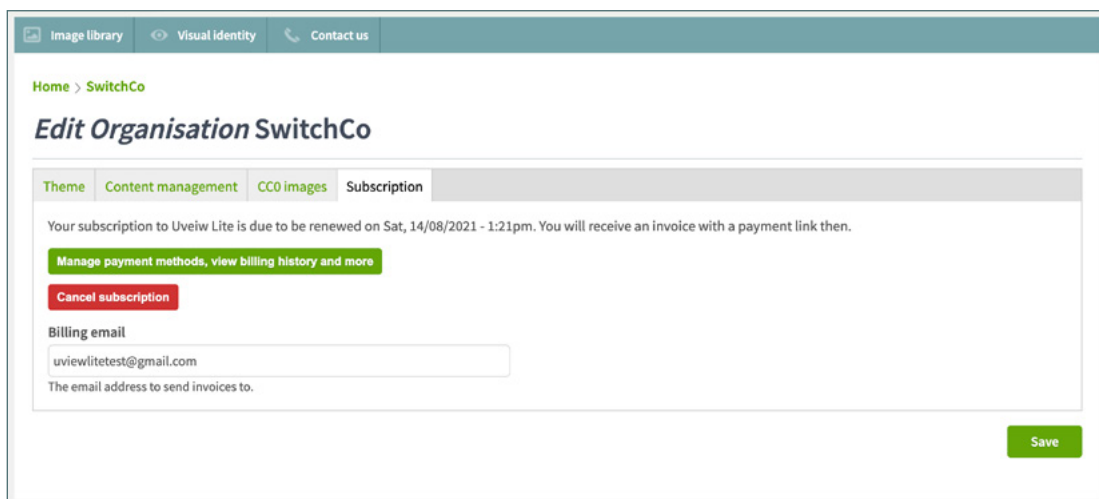 Image library Visual identity Contact us
Home > SwitchCo
Edit Organisation SwitchCo
Theme Content management CC0 images Subscription
Your subscription to Uveiw Lite is due to be renewed on Sat, 14/08/2021 - 1:21pm. You will receive an invoice with a payment link then.
Manage payment methods, view billing history and more
Cancel subscription
Billing email
uviewlitetest@gmail.com
The email address to send invoices to.
Save